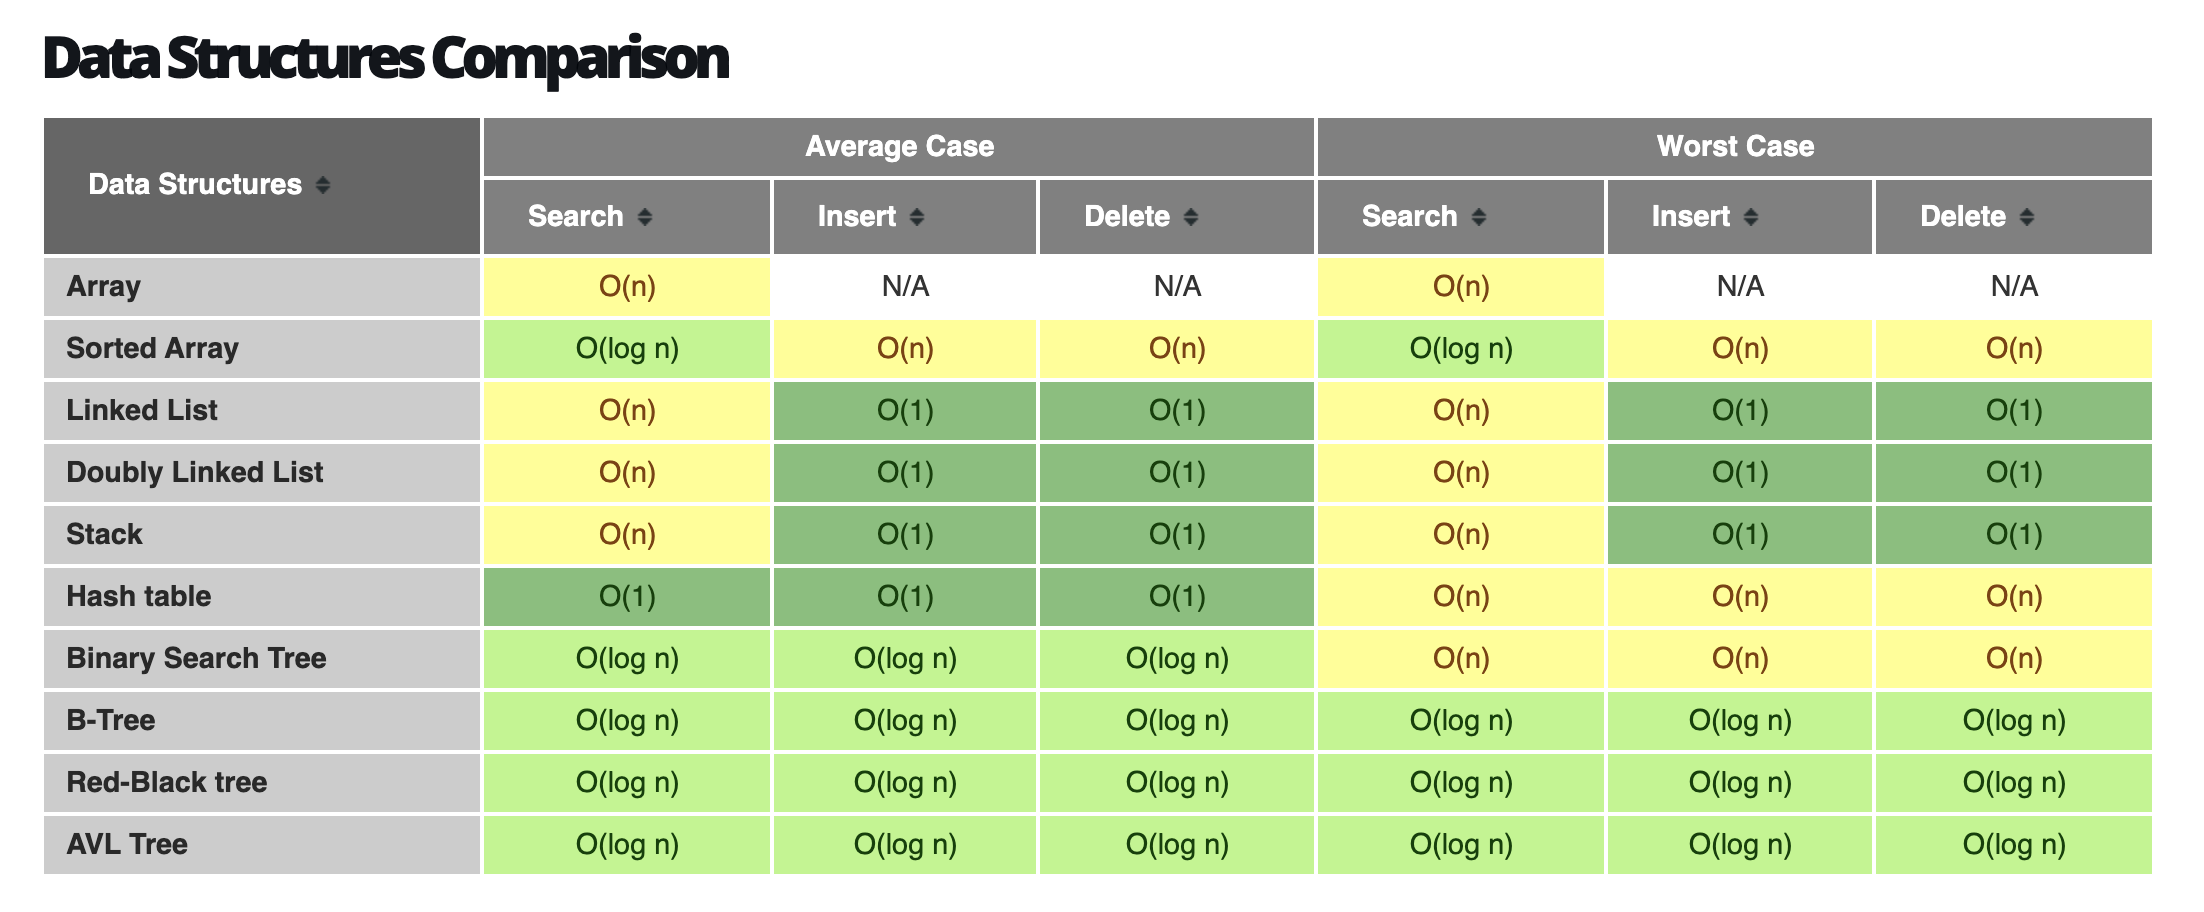 Data Structures Comparison
Data Structures Average Case Worst Case
Search Insert Delete Search Insert Delete
Array O(n) N/A N/A O(n) N/A N/A
Sorted Array O(log n) O(n) O(n) O(log n) O(n) O(n)
Linked List O(n) O(1) O(1) O(n) O(1) O(1)
Doubly Linked List O(n) O(1) O(1) O(n) O(1) O(1)
Stack O(n) O(1) O(1) O(n) O(1) O(1)
Hash table O(1) O(1) O(1) O(n) O(n) O(n)
Binary Search Tree O(log n) O(log n) O(log n) O(n) O(n) O(n)
B-Tree O(log n) O(log n) O(log n) O(log n) O(log n) O(log n)
Red-Black tree O(log n) O(log n) O(log n) O(log n) O(log n) O(log n)
AVL Tree O(log n) O(log n) O(log n) O(log n) O(log n) O(log n)